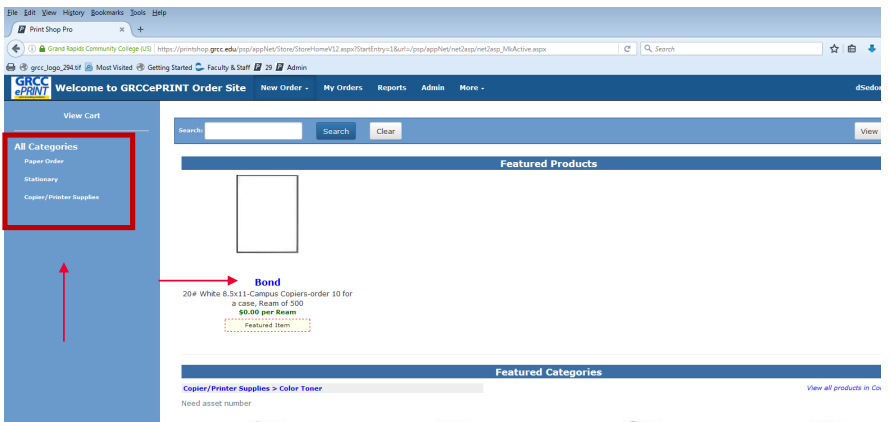 File Edit View History Bookmarks Tools Help
Print Shop Pro × +
Grand Rapids Community College (US) https://printshop.grcc.edu/psp/appNet/Store/StoreHomeV12.aspx?StartEntry=1&url=/psp/appNet/net2asp/net2asp_MkActive.aspx Search
grcc_logo_294.tif Most Visited Getting Started Faculty & Staff 29 Admin
GRCC ePRINT Welcome to GRCCePRINT Order Site New Order My Orders Reports Admin More dSedor
View Cart
Search: Search Clear View
All Categories
Paper Order
Stationary
Copier/Printer Supplies
Featured Products
Bond
20# White 8.5x11-Campus Copiers-order 10 for
a case, Ream of 500
$0.00 per Ream
Featured Item
Featured Categories
Copier/Printer Supplies > Color Toner View all products in Co
Need asset number